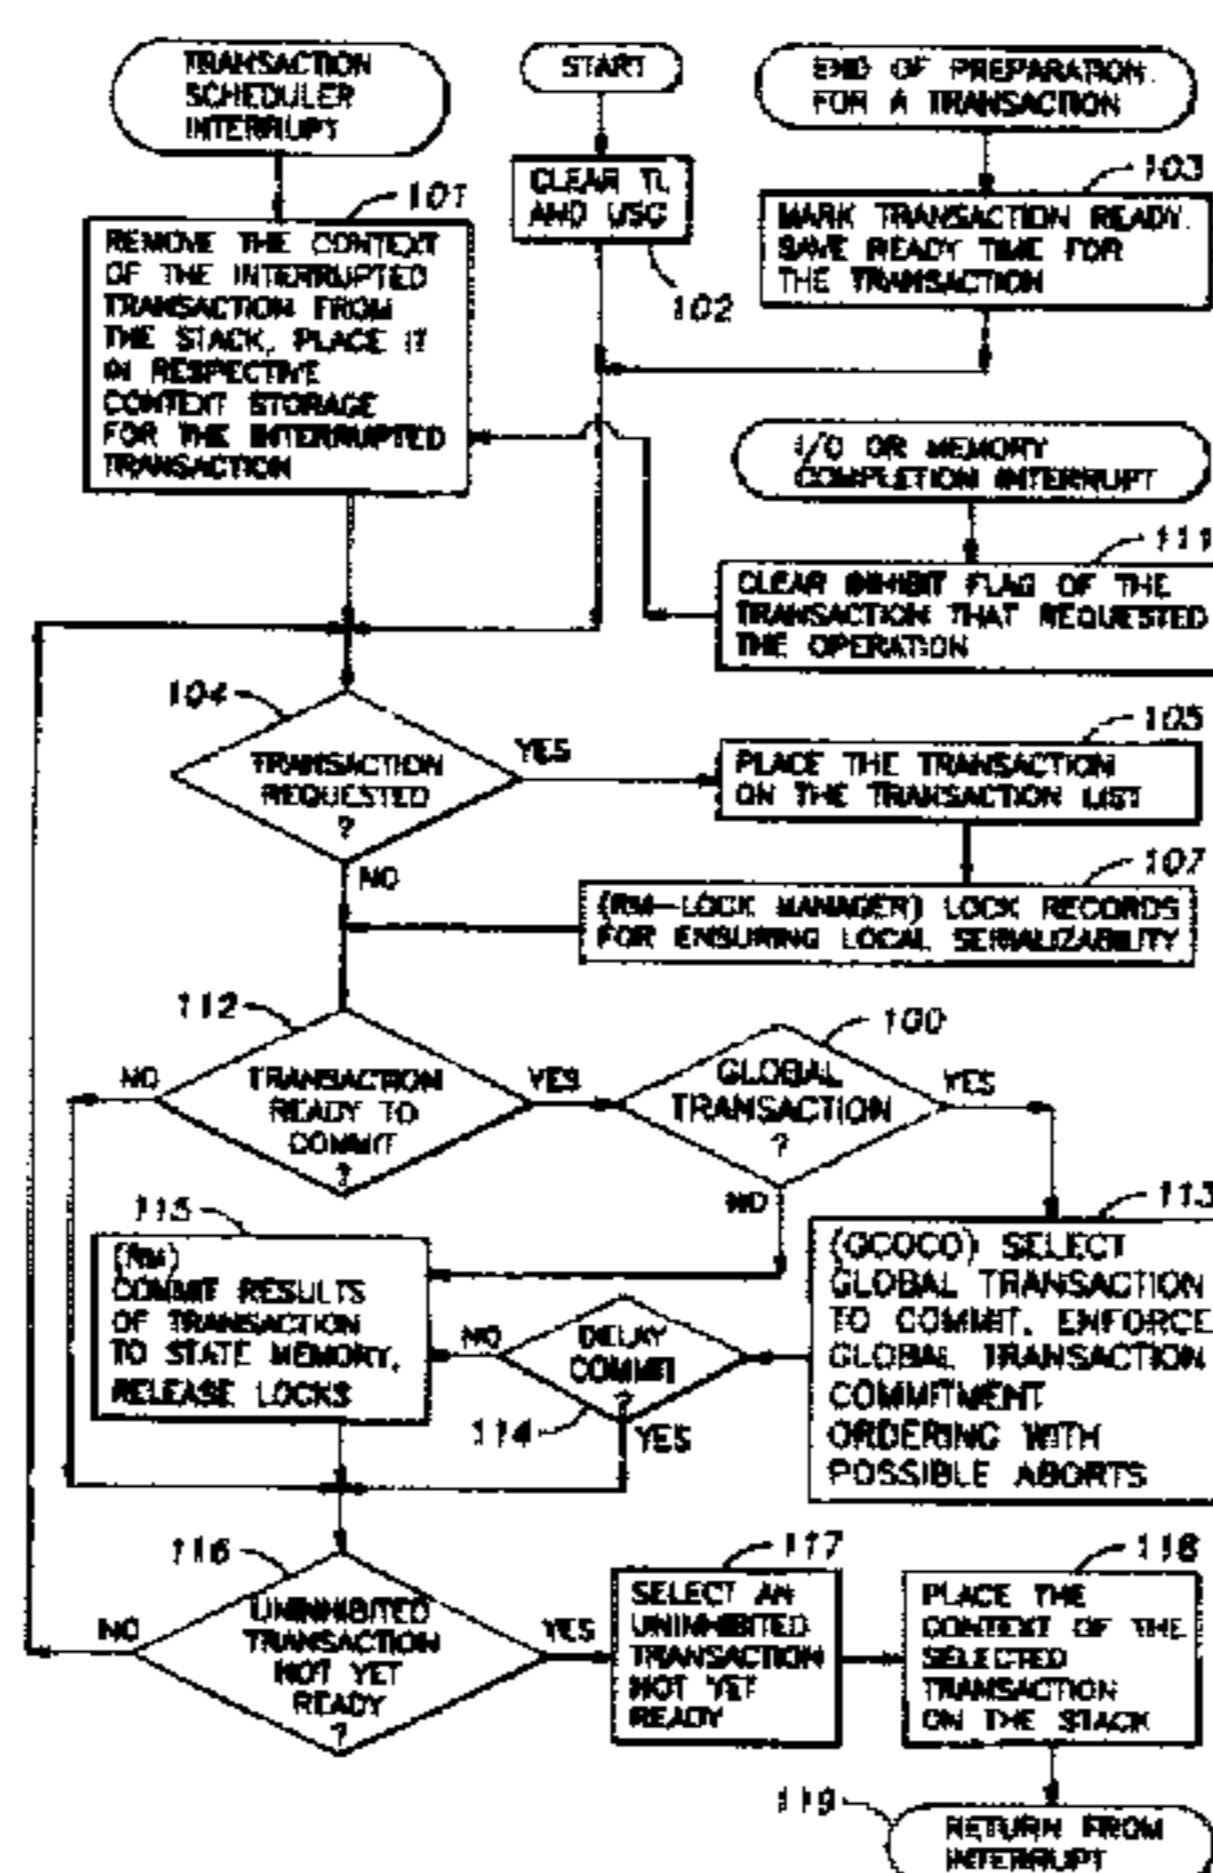 TRANSACTION
SCHEDULER
INTERRUPT
START
END OF PREPARATION
FOR A TRANSACTION
101
REMOVE THE CONTEXT
OF THE INTERRUPTED
TRANSACTION FROM
THE STACK, PLACE IT
IN RESPECTIVE
CONTEXT STORAGE
FOR THE INTERRUPTED
TRANSACTION
CLEAR TL
AND USG
102
103
MARK TRANSACTION READY.
SAVE READY TIME FOR
THE TRANSACTION
I/O OR MEMORY
COMPLETION INTERRUPT
111
CLEAR INHIBIT FLAG OF THE
TRANSACTION THAT REQUESTED
THE OPERATION
104
TRANSACTION
REQUESTED
?
YES
NO
105
PLACE THE TRANSACTION
ON THE TRANSACTION LIST
107
(RM-LOCK MANAGER) LOCK RECORDS
FOR ENSURING LOCAL SERIALIZABILITY
112
NO
TRANSACTION
READY TO
COMMIT
?
YES
100
GLOBAL
TRANSACTION
?
YES
NO
115
(RM)
COMMIT RESULTS
OF TRANSACTION
TO STATE MEMORY,
RELEASE LOCKS
NO
DELAY
COMMIT
?
114
YES
113
(GCOCO) SELECT
GLOBAL TRANSACTION
TO COMMIT. ENFORCE
GLOBAL TRANSACTION
COMMITMENT
ORDERING WITH
POSSIBLE ABORTS
116
NO
UNINHIBITED
TRANSACTION
NOT YET
READY
?
YES
117
SELECT AN
UNINHIBITED
TRANSACTION
NOT YET
READY
118
PLACE THE
CONTEXT OF THE
SELECTED
TRANSACTION
ON THE STACK
119
RETURN FROM
INTERRUPT